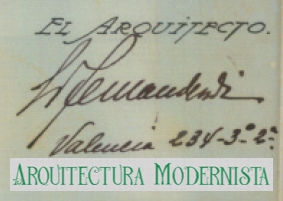 EL ARQUITECTO.
Valencia 234-3º-2ª
ARQUITECTURA MODERNISTA